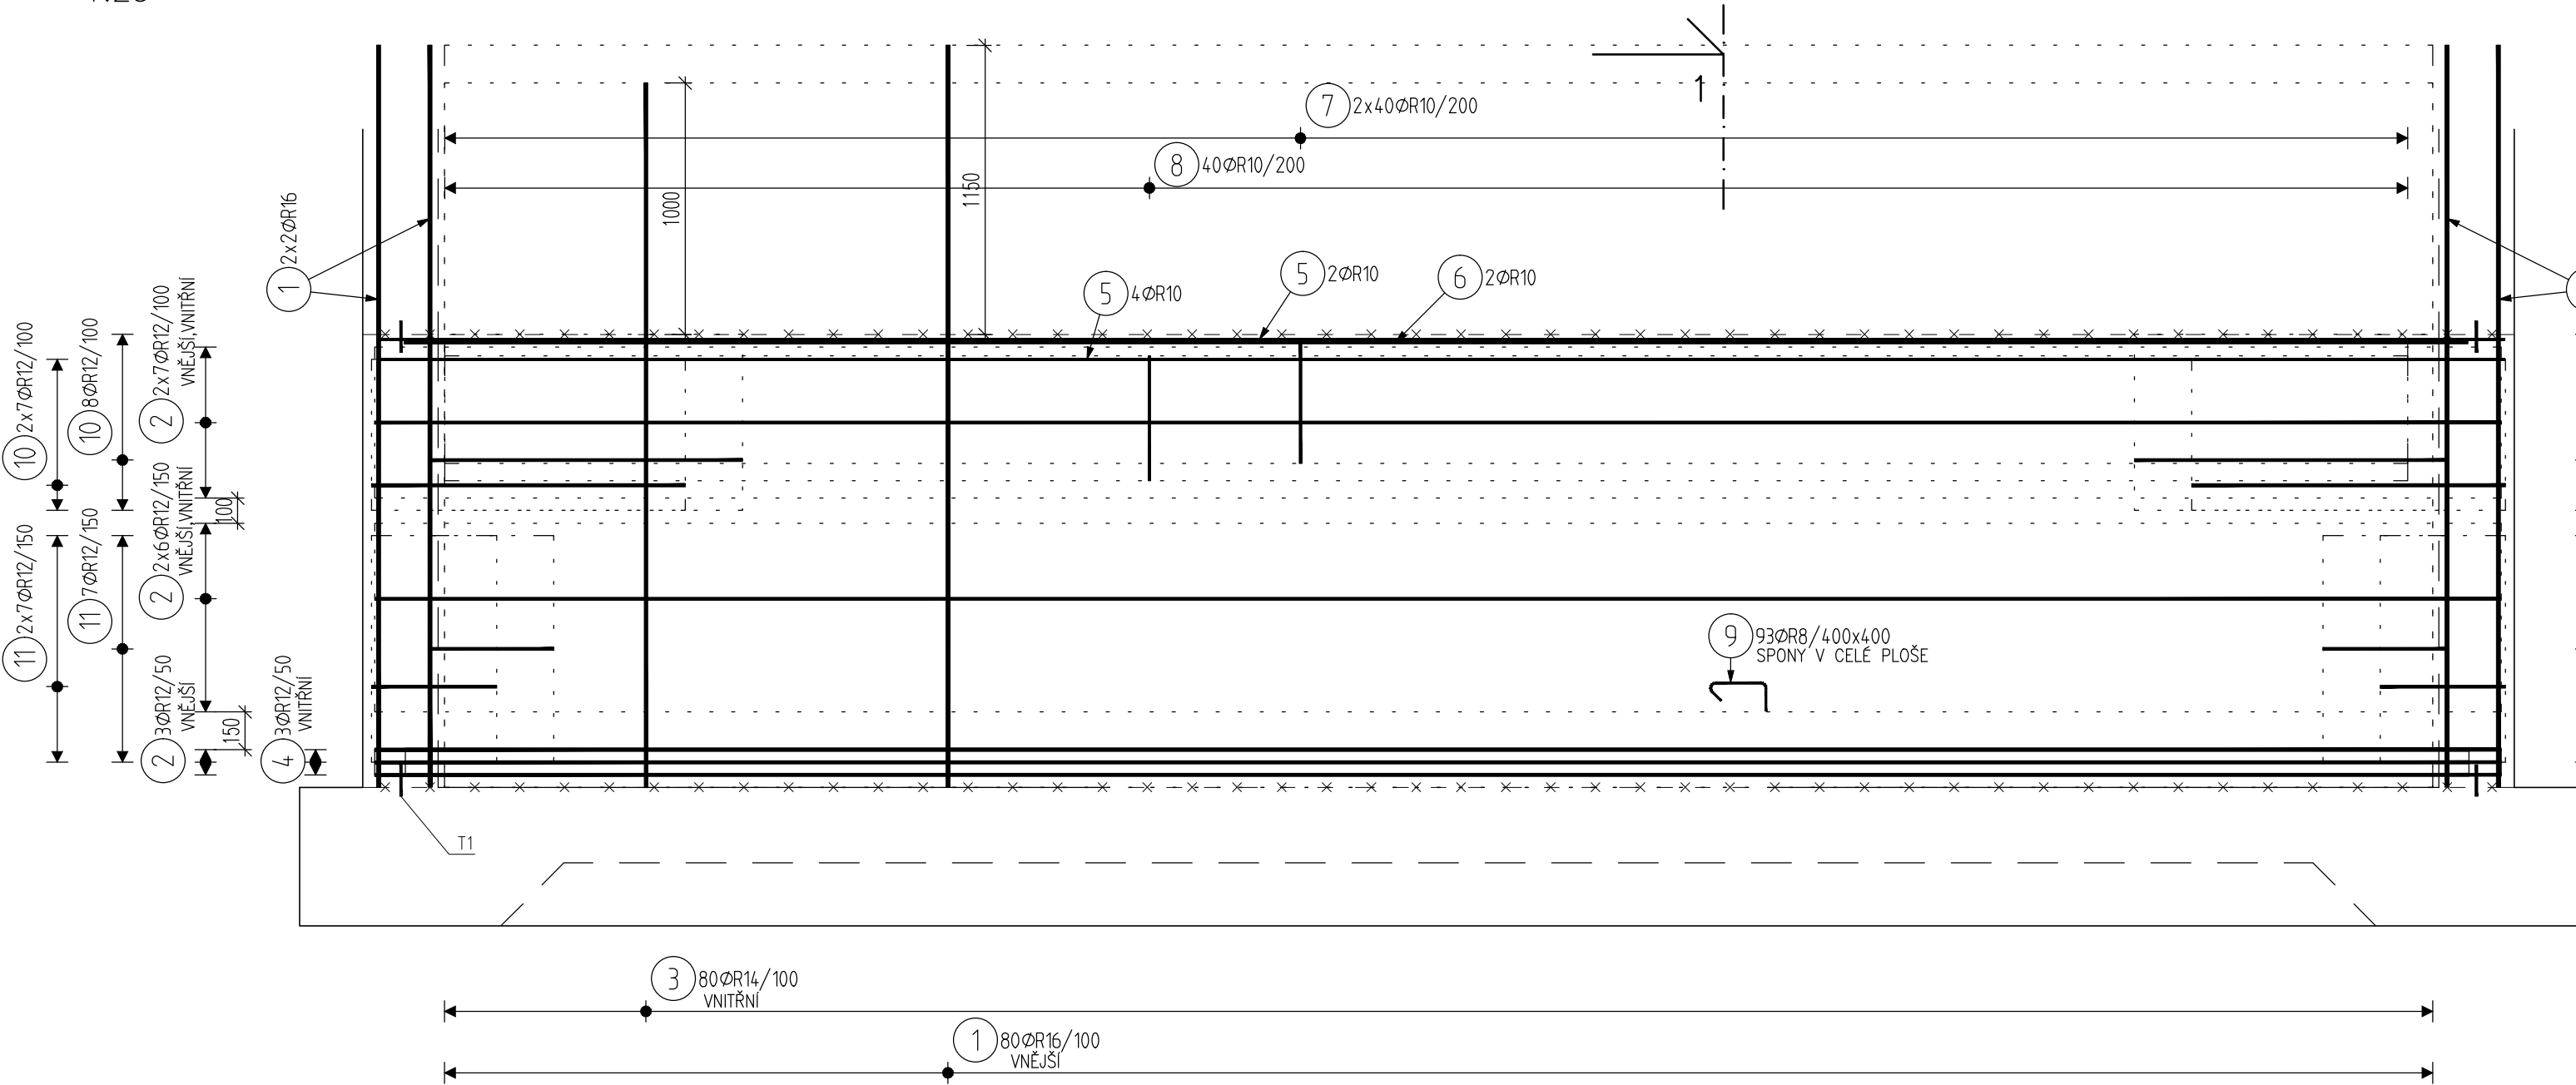 1
7 2x40ØR10/200
8 40ØR10/200
1000
1150
1 2x2ØR16
5 4ØR10
5 2ØR10
6 2ØR10
10 2x7ØR12/100
10 8ØR12/100
2 2x7ØR12/100
VNĚJŠÍ,VNITŘNÍ
100
11 2x7ØR12/150
11 7ØR12/150
2 2x6ØR12/150
VNĚJŠÍ,VNITŘNÍ
150
2 3ØR12/50
VNĚJŠÍ
4 3ØR12/50
VNITŘNÍ
9 93ØR8/400x400
SPONY V CELÉ PLOŠE
T1
3 80ØR14/100
VNITŘNÍ
1 80ØR16/100
VNĚJŠÍ